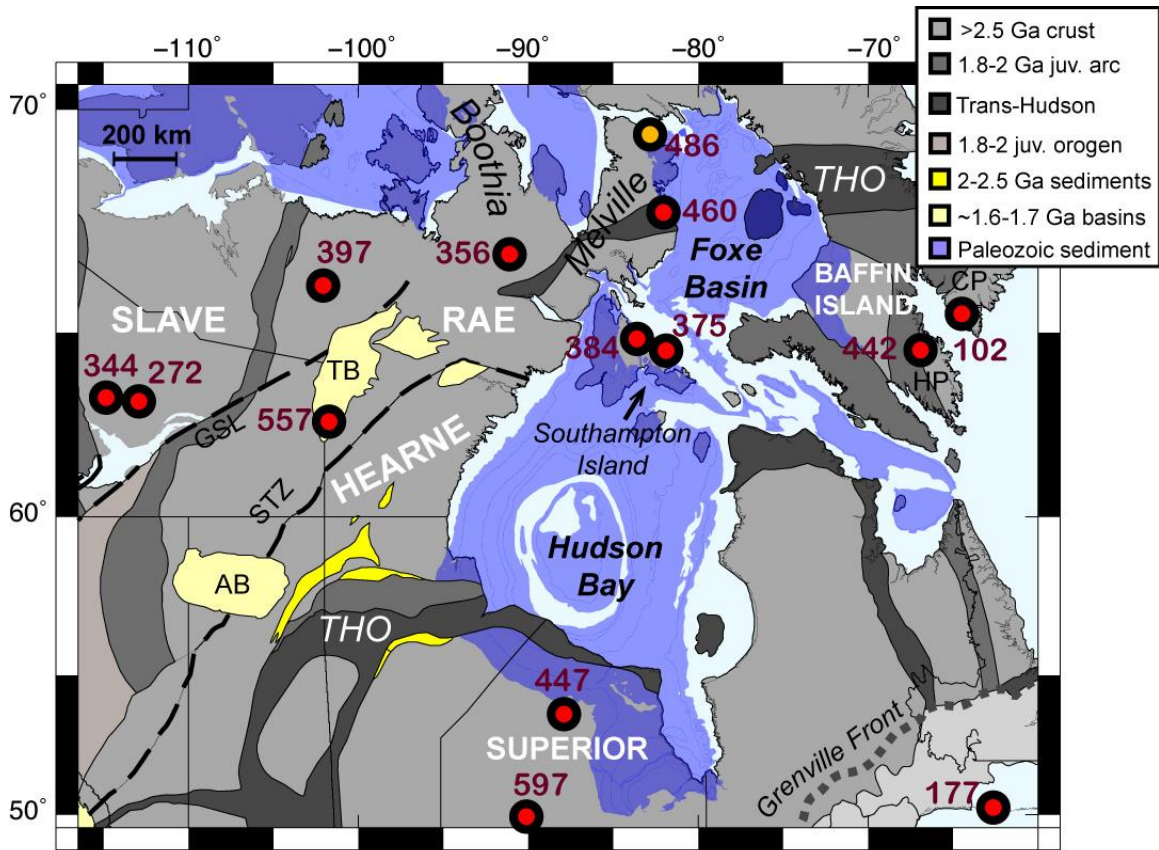 −110°
−100°
−90°
−80°
−70°
>2.5 Ga crust
1.8-2 Ga juv. arc
Trans-Hudson
1.8-2 juv. orogen
2-2.5 Ga sediments
~1.6-1.7 Ga basins
Paleozoic sediment
70°
200 km
Boothia
486
THO
Melville
460
397
356
Foxe
Basin
BAFFIN
ISLAND
CP
SLAVE
RAE
375
384
442
102
344
272
TB
HP
GSL
557
Southampton
Island
HEARNE
STZ
60°
Hudson
Bay
AB
THO
447
SUPERIOR
Grenville Front
597
177
50°